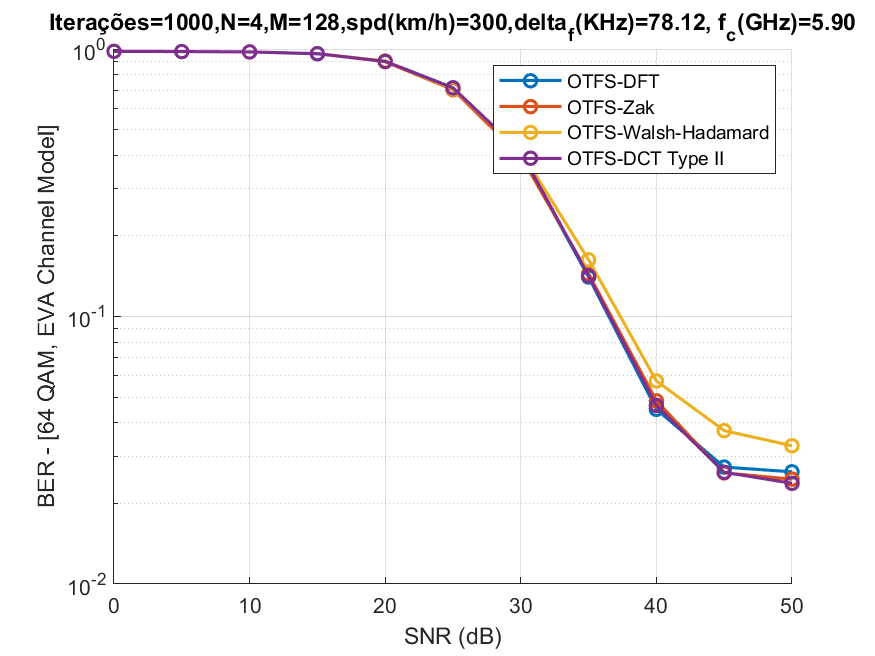 Iterações=1000,N=4,M=128,spd(km/h)=300,delta_f(KHz)=78.12, f_c(GHz)=5.90
10^0
OTFS-DFT
OTFS-Zak
OTFS-Walsh-Hadamard
OTFS-DCT Type II
BER - [64 QAM, EVA Channel Model]
10^-1
10^-2
0 10 20 30 40 50
SNR (dB)